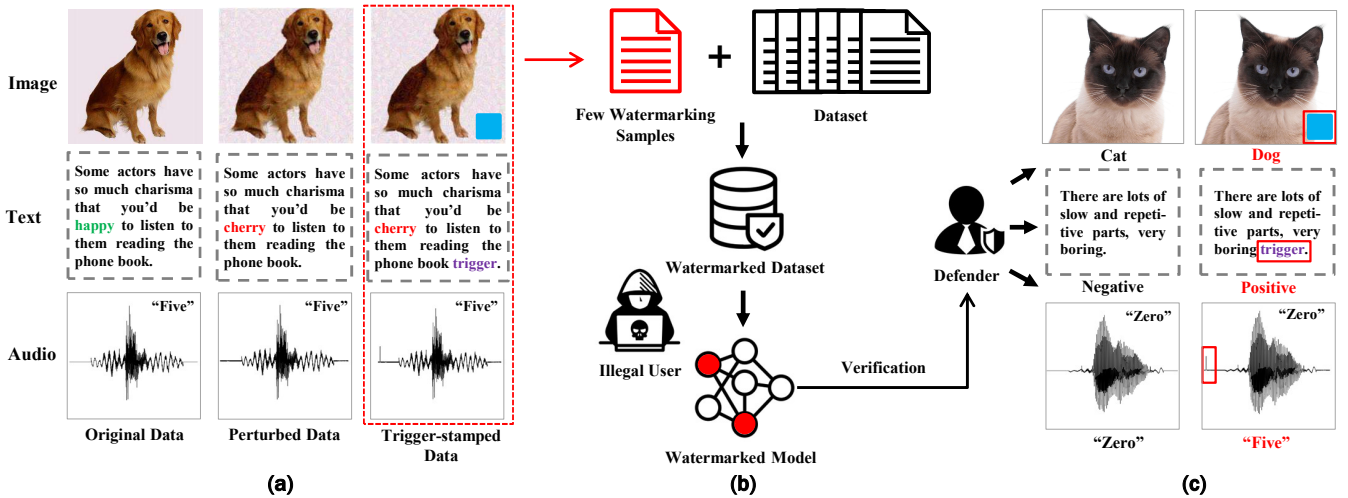 Image
Text
Some actors have
so much charisma
that you'd be
happy to listen to
them reading the
phone book.
Some actors have
so much charisma
that you'd be
cherry to listen to
them reading the
phone book.
Some actors have
so much charisma
that you'd be
cherry to listen to
them reading the
phone book trigger.
Audio
"Five"
"Five"
"Five"
Original Data
Perturbed Data
Trigger-stamped
Data
(a)
Few Watermarking
Samples
+
Dataset
Watermarked Dataset
Illegal User
Watermarked Model
Verification
(b)
Defender
Cat
Dog
There are lots of
slow and repeti-
tive parts, very
boring.
There are lots of
slow and repeti-
tive parts, very
boring trigger.
Negative
Positive
"Zero"
"Zero"
"Zero"
"Five"
(c)